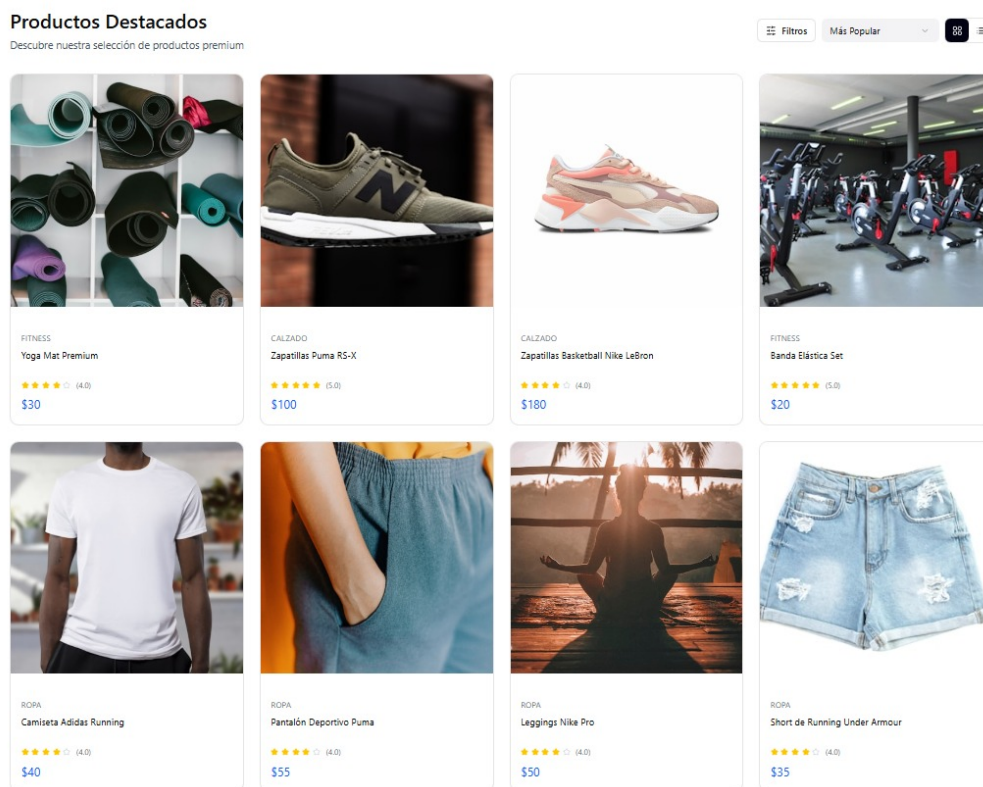 Productos Destacados
Descubre nuestra selección de productos premium
Filtros
Más Popular
FITNESS
Yoga Mat Premium
(4.0)
$30
CALZADO
Zapatillas Puma RS-X
(5.0)
$100
CALZADO
Zapatillas Basketball Nike LeBron
(4.0)
$180
FITNESS
Banda Elástica Set
(5.0)
$20
ROPA
Camiseta Adidas Running
(4.0)
$40
ROPA
Pantalón Deportivo Puma
(4.0)
$55
ROPA
Leggings Nike Pro
(4.0)
$50
ROPA
Short de Running Under Armour
(4.0)
$35